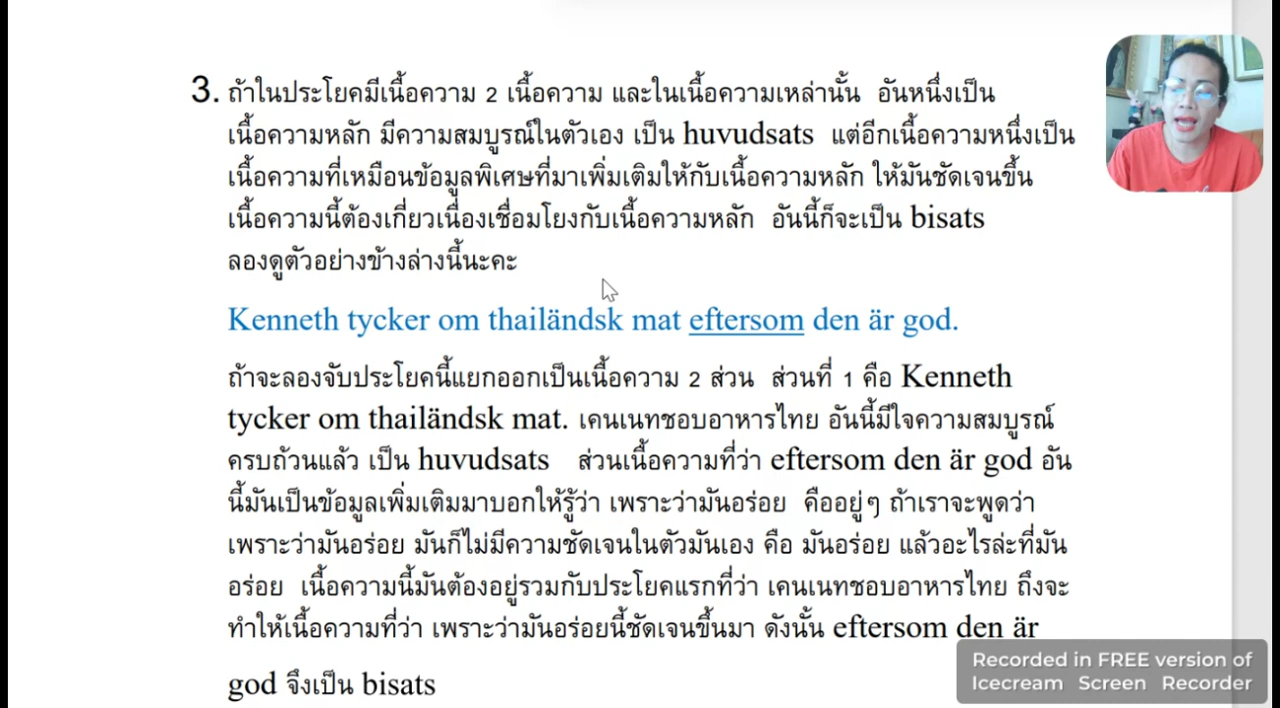 3. ถ้าในประโยคมีเนื้อความ 2 เนื้อความ และในเนื้อความเหล่านั้น อันหนึ่งเป็น
เนื้อความหลัก มีความสมบูรณ์ในตัวเอง เป็น huvudsats แต่อีกเนื้อความหนึ่งเป็น
เนื้อความที่เหมือนข้อมูลพิเศษที่มาเพิ่มเติมให้กับเนื้อความหลัก ให้มันชัดเจนขึ้น
เนื้อความนี้ต้องเกี่ยวเนื่องเชื่อมโยงกับเนื้อความหลัก อันนี้ก็จะเป็น bisats
ลองดูตัวอย่างข้างล่างนี้นะคะ
Kenneth tycker om thailändsk mat eftersom den är god.
ถ้าจะลองจับประโยคนี้แยกออกเป็นเนื้อความ 2 ส่วน ส่วนที่ 1 คือ Kenneth
tycker om thailändsk mat. เคนเนทชอบอาหารไทย อันนี้มีใจความสมบูรณ์
ครบถ้วนแล้ว เป็น huvudsats ส่วนเนื้อความที่ว่า eftersom den är god อัน
นี้มันเป็นข้อมูลเพิ่มเติมมาบอกให้รู้ว่า เพราะว่ามันอร่อย คืออยู่ๆ ถ้าเราจะพูดว่า
เพราะว่ามันอร่อย มันก็ไม่มีความชัดเจนในตัวมันเอง คือ มันอร่อย แล้วอะไรล่ะที่มัน
อร่อย เนื้อความนี้มันต้องอยู่รวมกับประโยคแรกที่ว่า เคนเนทชอบอาหารไทย ถึงจะ
ทำให้เนื้อความที่ว่า เพราะว่ามันอร่อยนี้ชัดเจนขึ้นมา ดังนั้น eftersom den är
god จึงเป็น bisats
Recorded in FREE version of
Icecream Screen Recorder